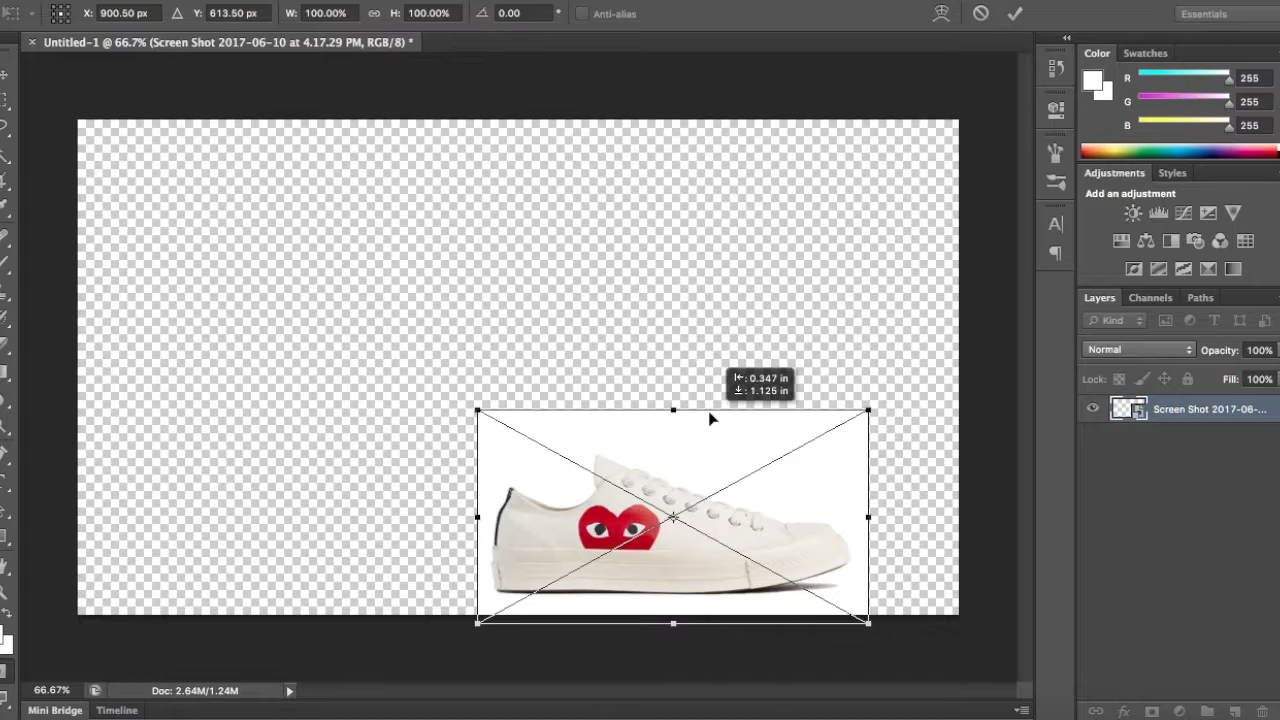 X: 900.50 px Y: 613.50 px W: 100.00% H: 100.00% 0.00 ° Anti-alias Essentials
× Untitled-1 @ 66.7% (Screen Shot 2017-06-10 at 4.17.29 PM, RGB/8) *
Color Swatches
R 255
G 255
B 255
Adjustments Styles
Add an adjustment
Layers Channels Paths
Kind
Normal Opacity: 100%
Lock: Fill: 100%
Screen Shot 2017-06-...
: 0.347 in
: 1.125 in
66.67% Doc: 2.64M/1.24M
Mini Bridge Timeline